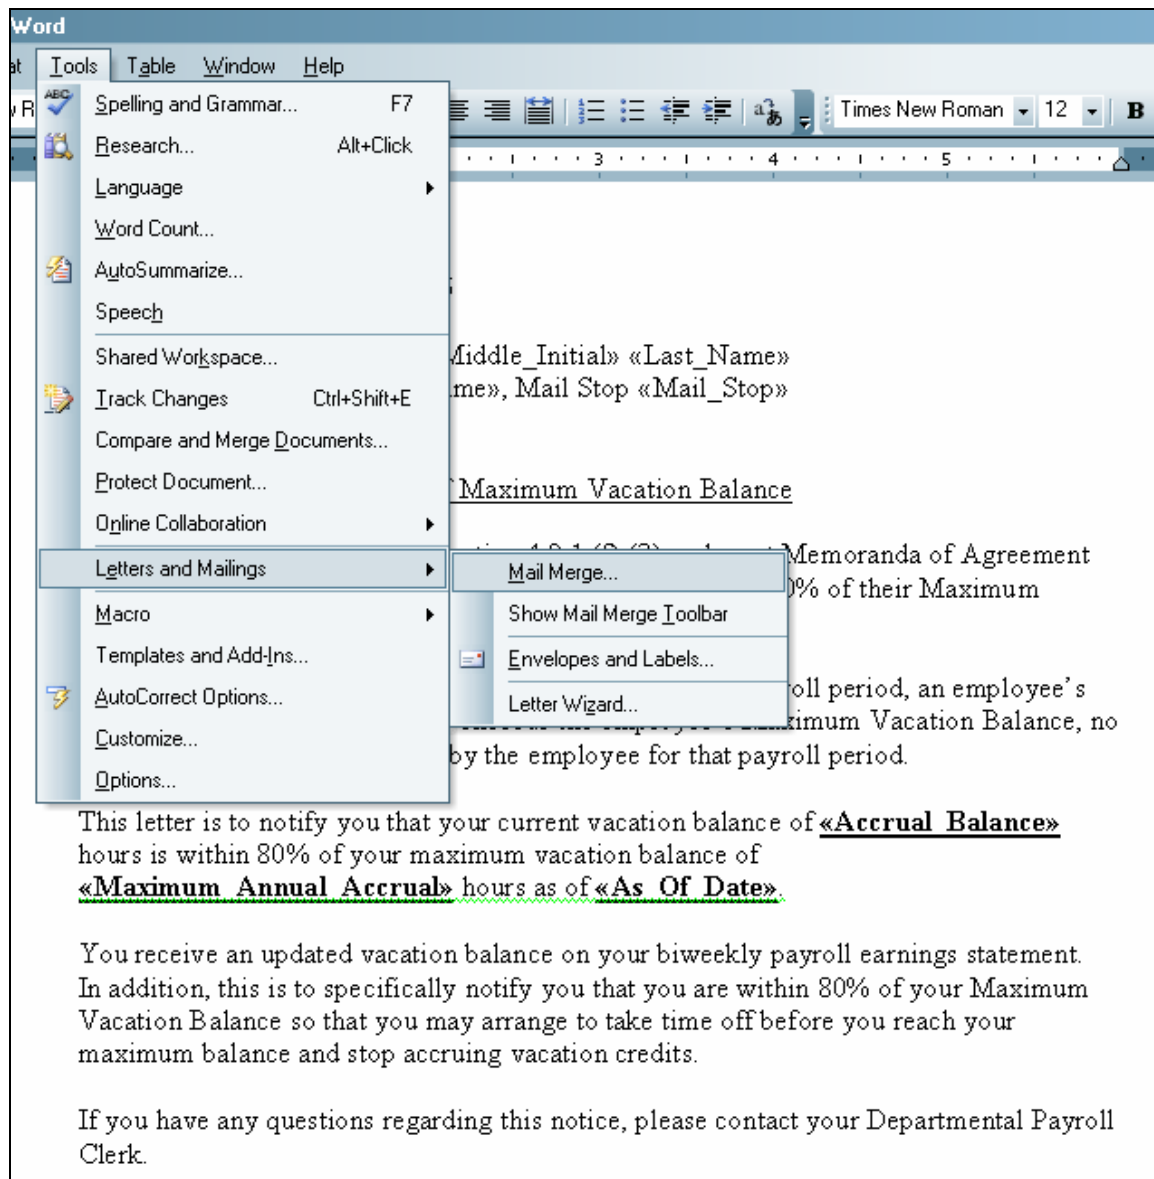 Word
at Tools Table Window Help
Times New Roman 12 B
3 4 5
ABC Spelling and Grammar... F7
Research... Alt+Click
Language
Word Count...
AutoSummarize...
Speech
Shared Workspace...
Track Changes Ctrl+Shift+E
Compare and Merge Documents...
Protect Document...
Online Collaboration
Letters and Mailings
Macro
Templates and Add-Ins...
AutoCorrect Options...
Customize...
Options...
Mail Merge...
Show Mail Merge Toolbar
Envelopes and Labels...
Letter Wizard...
Middle_Initial» «Last_Name»
me», Mail Stop «Mail_Stop»
Maximum Vacation Balance
Memoranda of Agreement
0% of their Maximum
roll period, an employee's
Maximum Vacation Balance, no
by the employee for that payroll period.
This letter is to notify you that your current vacation balance of «Accrual_Balance»
hours is within 80% of your maximum vacation balance of
«Maximum_Annual_Accrual» hours as of «As_Of_Date».
You receive an updated vacation balance on your biweekly payroll earnings statement.
In addition, this is to specifically notify you that you are within 80% of your Maximum
Vacation Balance so that you may arrange to take time off before you reach your
maximum balance and stop accruing vacation credits.
If you have any questions regarding this notice, please contact your Departmental Payroll
Clerk.